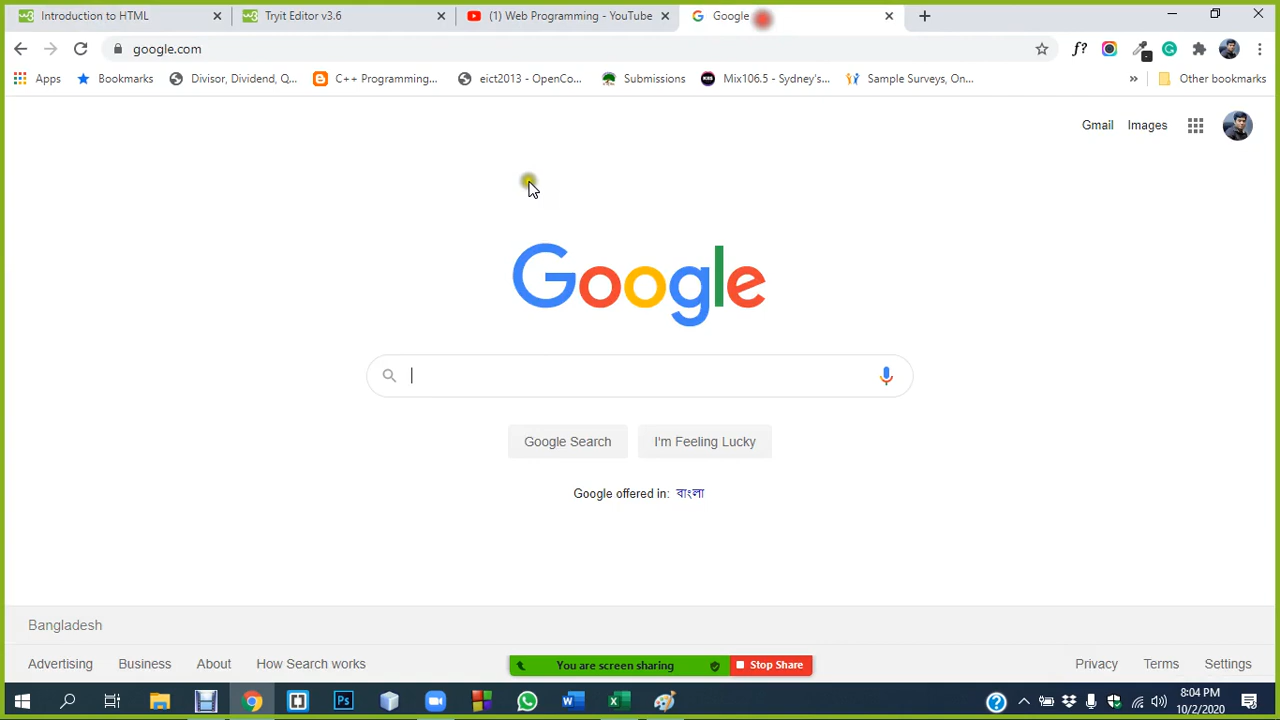 Introduction to HTML
Tryit Editor v3.6
(1) Web Programming - YouTube
Google
google.com
f?
Apps
Bookmarks
Divisor, Dividend, Q...
C++ Programming...
eict2013 - OpenCo...
Submissions
Mix106.5 - Sydney's...
Sample Surveys, On...
»
Other bookmarks
Gmail
Images
Google
Google Search
I'm Feeling Lucky
Google offered in: বাংলা
Bangladesh
Advertising
Business
About
How Search works
You are screen sharing
Stop Share
Privacy
Terms
Settings
8:04 PM
10/2/2020